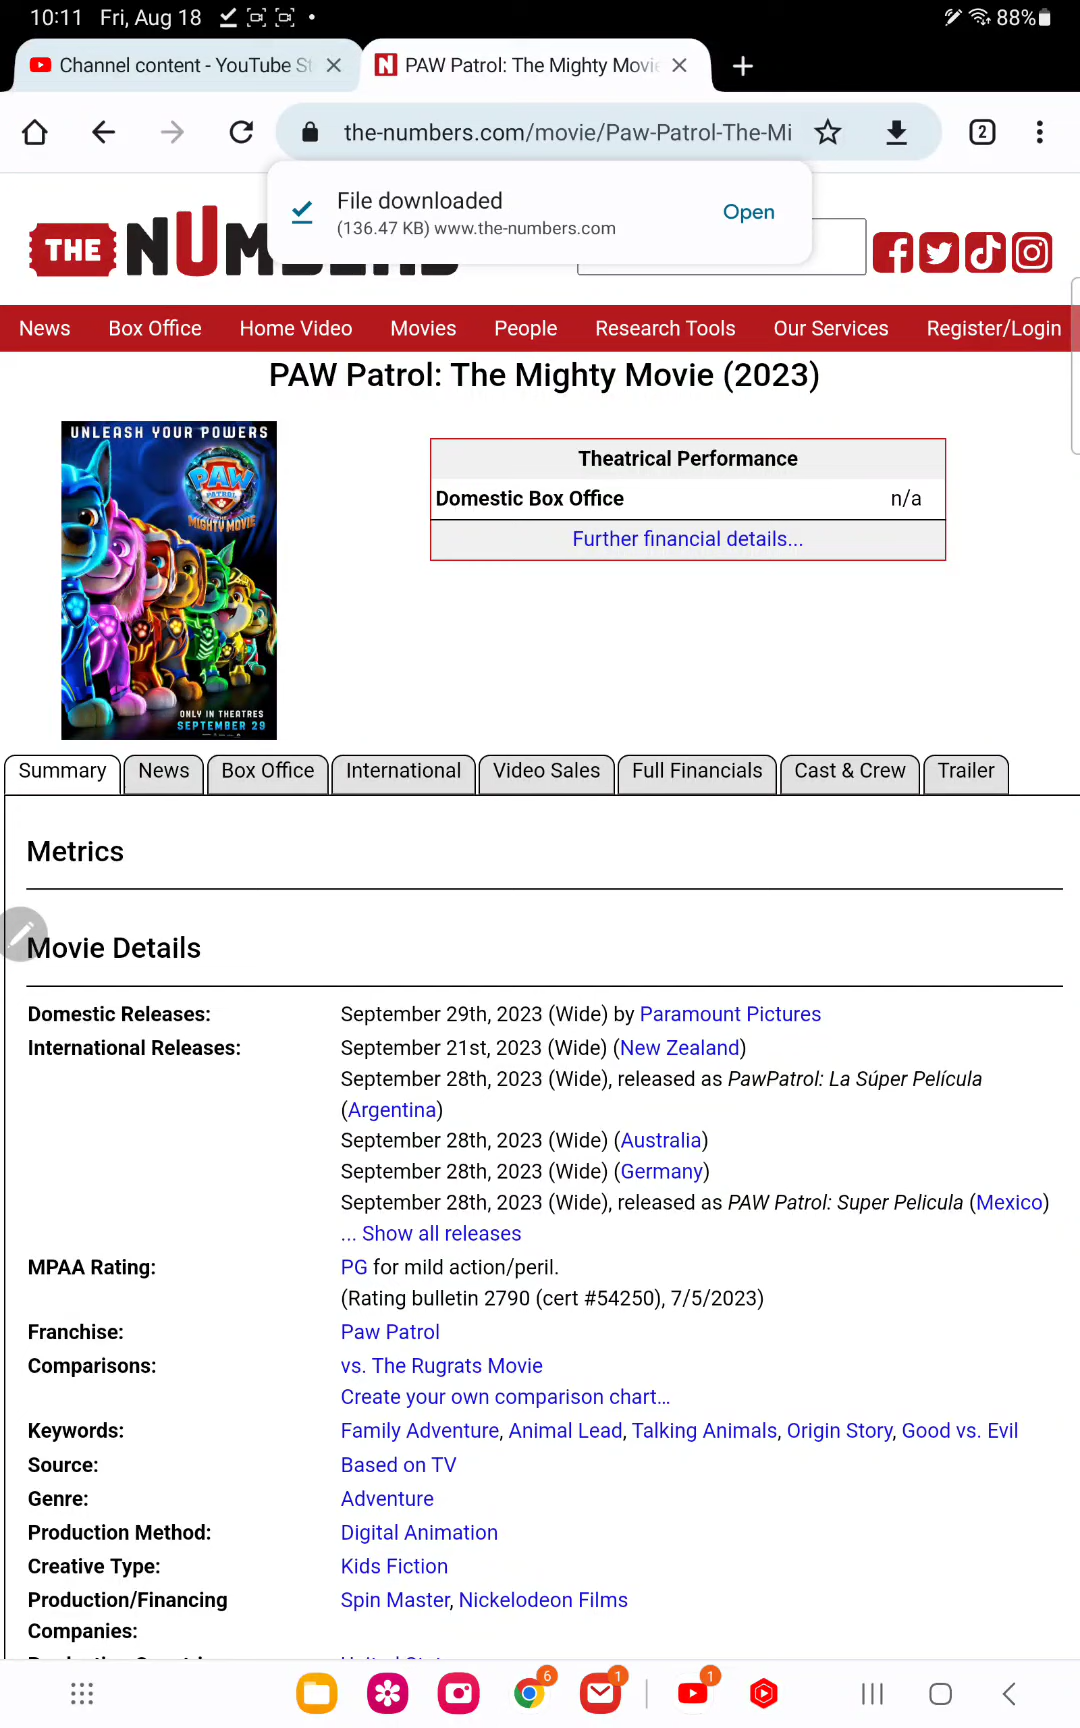 10:11 Fri, Aug 18
88%
Channel content - YouTube St
PAW Patrol: The Mighty Movie
the-numbers.com/movie/Paw-Patrol-The-Mi
2
File downloaded
(136.47 KB) www.the-numbers.com
Open
THE NUMBERS
News Box Office Home Video Movies People Research Tools Our Services Register/Login
PAW Patrol: The Mighty Movie (2023)
UNLEASH YOUR POWERS
PAW
PATROL
MIGHTY MOVIE
ONLY IN THEATRES
SEPTEMBER 29
Theatrical Performance
Domestic Box Office n/a
Further financial details...
Summary News Box Office International Video Sales Full Financials Cast & Crew Trailer
Metrics
Movie Details
Domestic Releases: September 29th, 2023 (Wide) by Paramount Pictures
International Releases: September 21st, 2023 (Wide) (New Zealand)
September 28th, 2023 (Wide), released as PawPatrol: La Súper Película
(Argentina)
September 28th, 2023 (Wide) (Australia)
September 28th, 2023 (Wide) (Germany)
September 28th, 2023 (Wide), released as PAW Patrol: Super Pelicula (Mexico)
... Show all releases
MPAA Rating: PG for mild action/peril.
(Rating bulletin 2790 (cert #54250), 7/5/2023)
Franchise: Paw Patrol
Comparisons: vs. The Rugrats Movie
Create your own comparison chart…
Keywords: Family Adventure, Animal Lead, Talking Animals, Origin Story, Good vs. Evil
Source: Based on TV
Genre: Adventure
Production Method: Digital Animation
Creative Type: Kids Fiction
Production/Financing Spin Master, Nickelodeon Films
Companies:
6 1 1